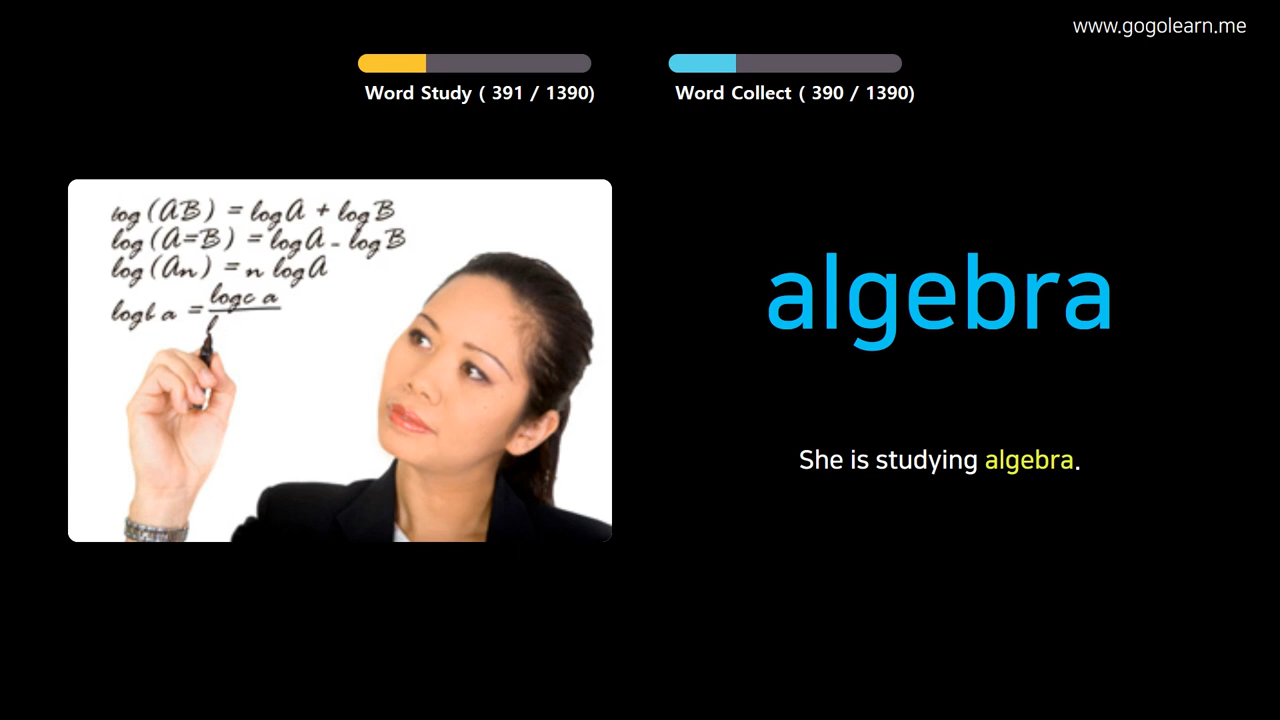 www.gogolearn.me
Word Study ( 391 / 1390)
Word Collect ( 390 / 1390)
log (AB) = log A + log B
log (A=B) = log A - log B
log (An) = n log A
logb a = logc a
algebra
She is studying algebra.